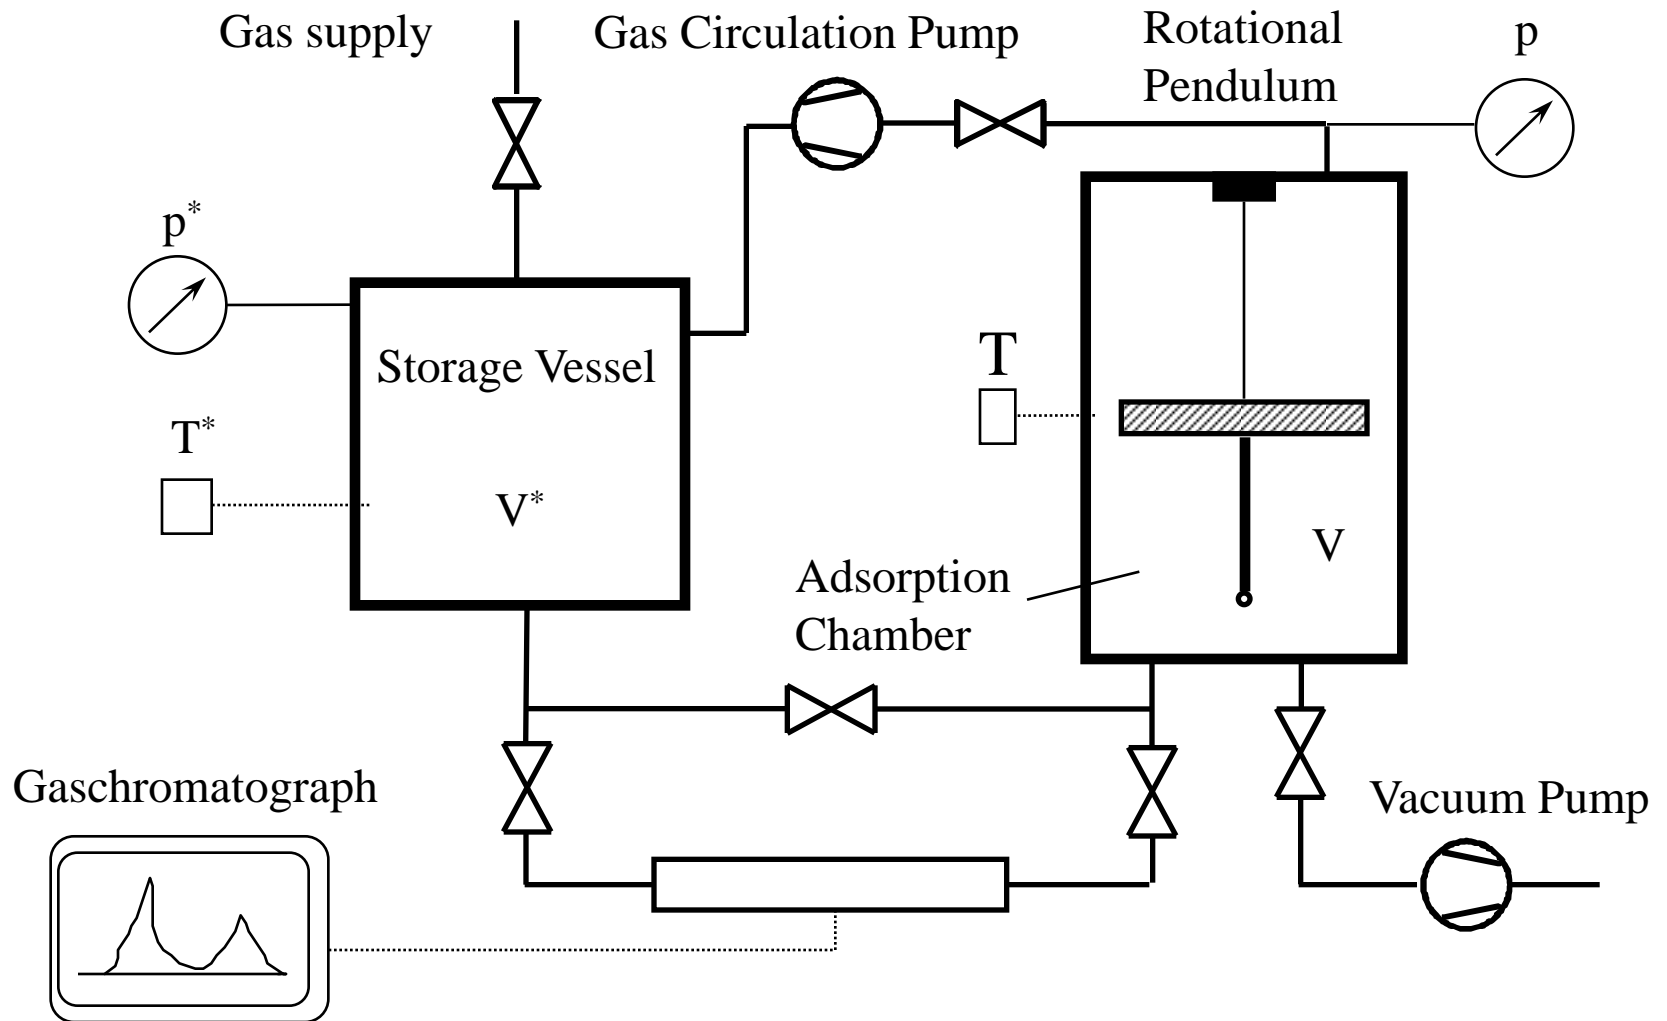 Gas supply
Gas Circulation Pump
Rotational
Pendulum
p
p*
Storage Vessel
T
T*
V*
V
Adsorption
Chamber
Gaschromatograph
Vacuum Pump